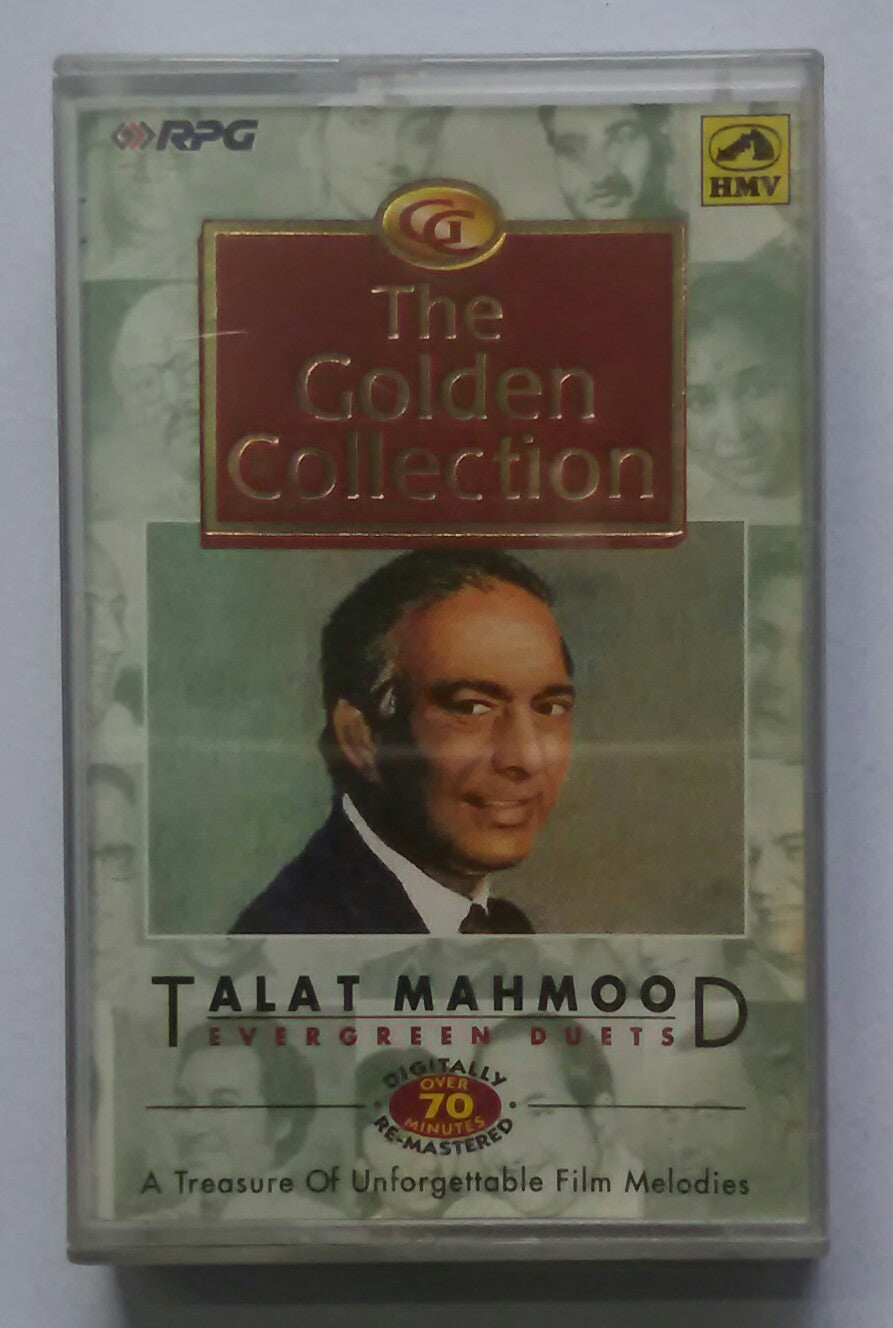 RPG
HMV
CG
The
Golden
Collection
TALAT MAHMOOD
EVERGREEN DUETS
DIGITALLY
OVER
70
MINUTES
RE-MASTERED
A Treasure Of Unforgettable Film Melodies